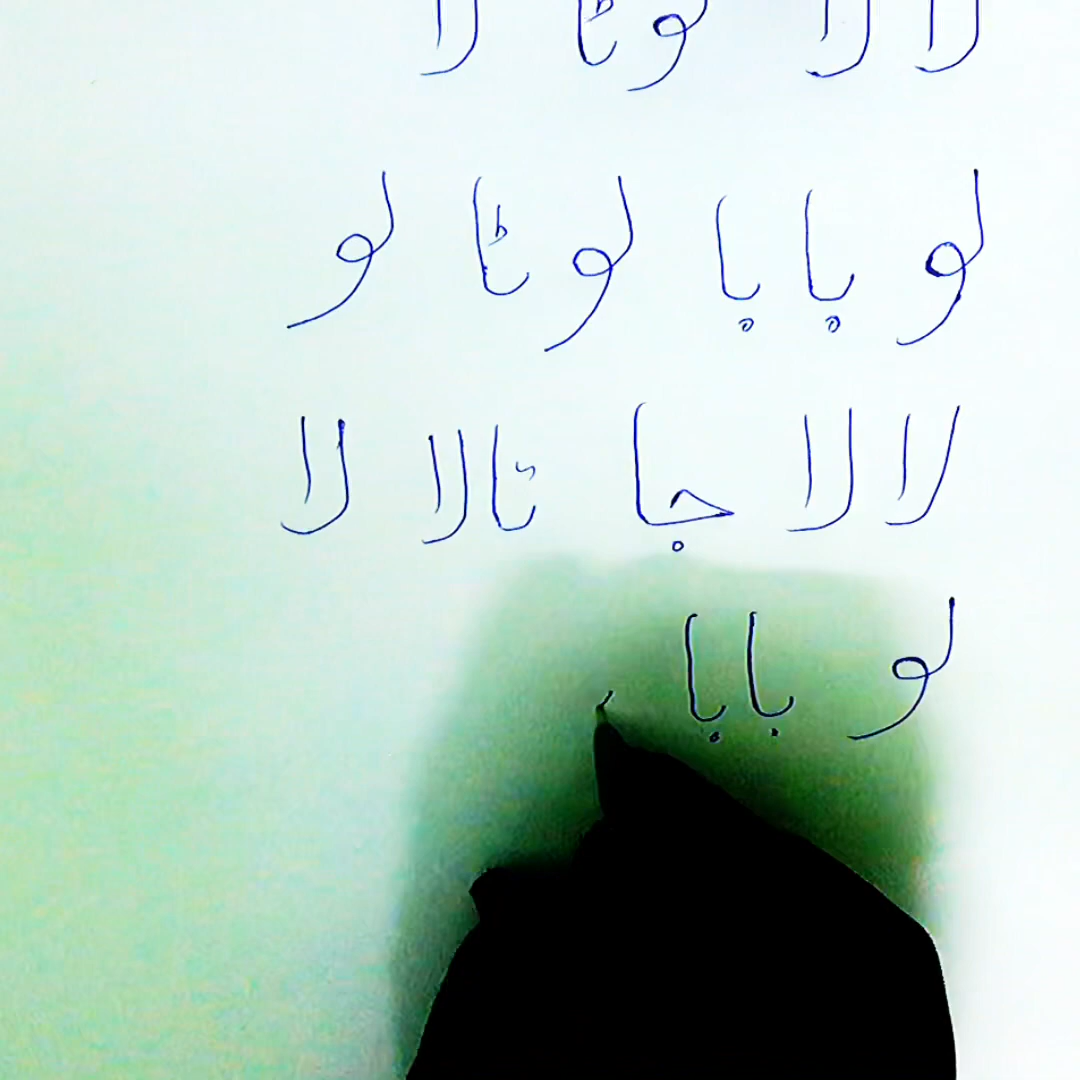 لالا لوٹا لا
لو بابا لوٹا لو
لالا جا تالا لا
لو بابا